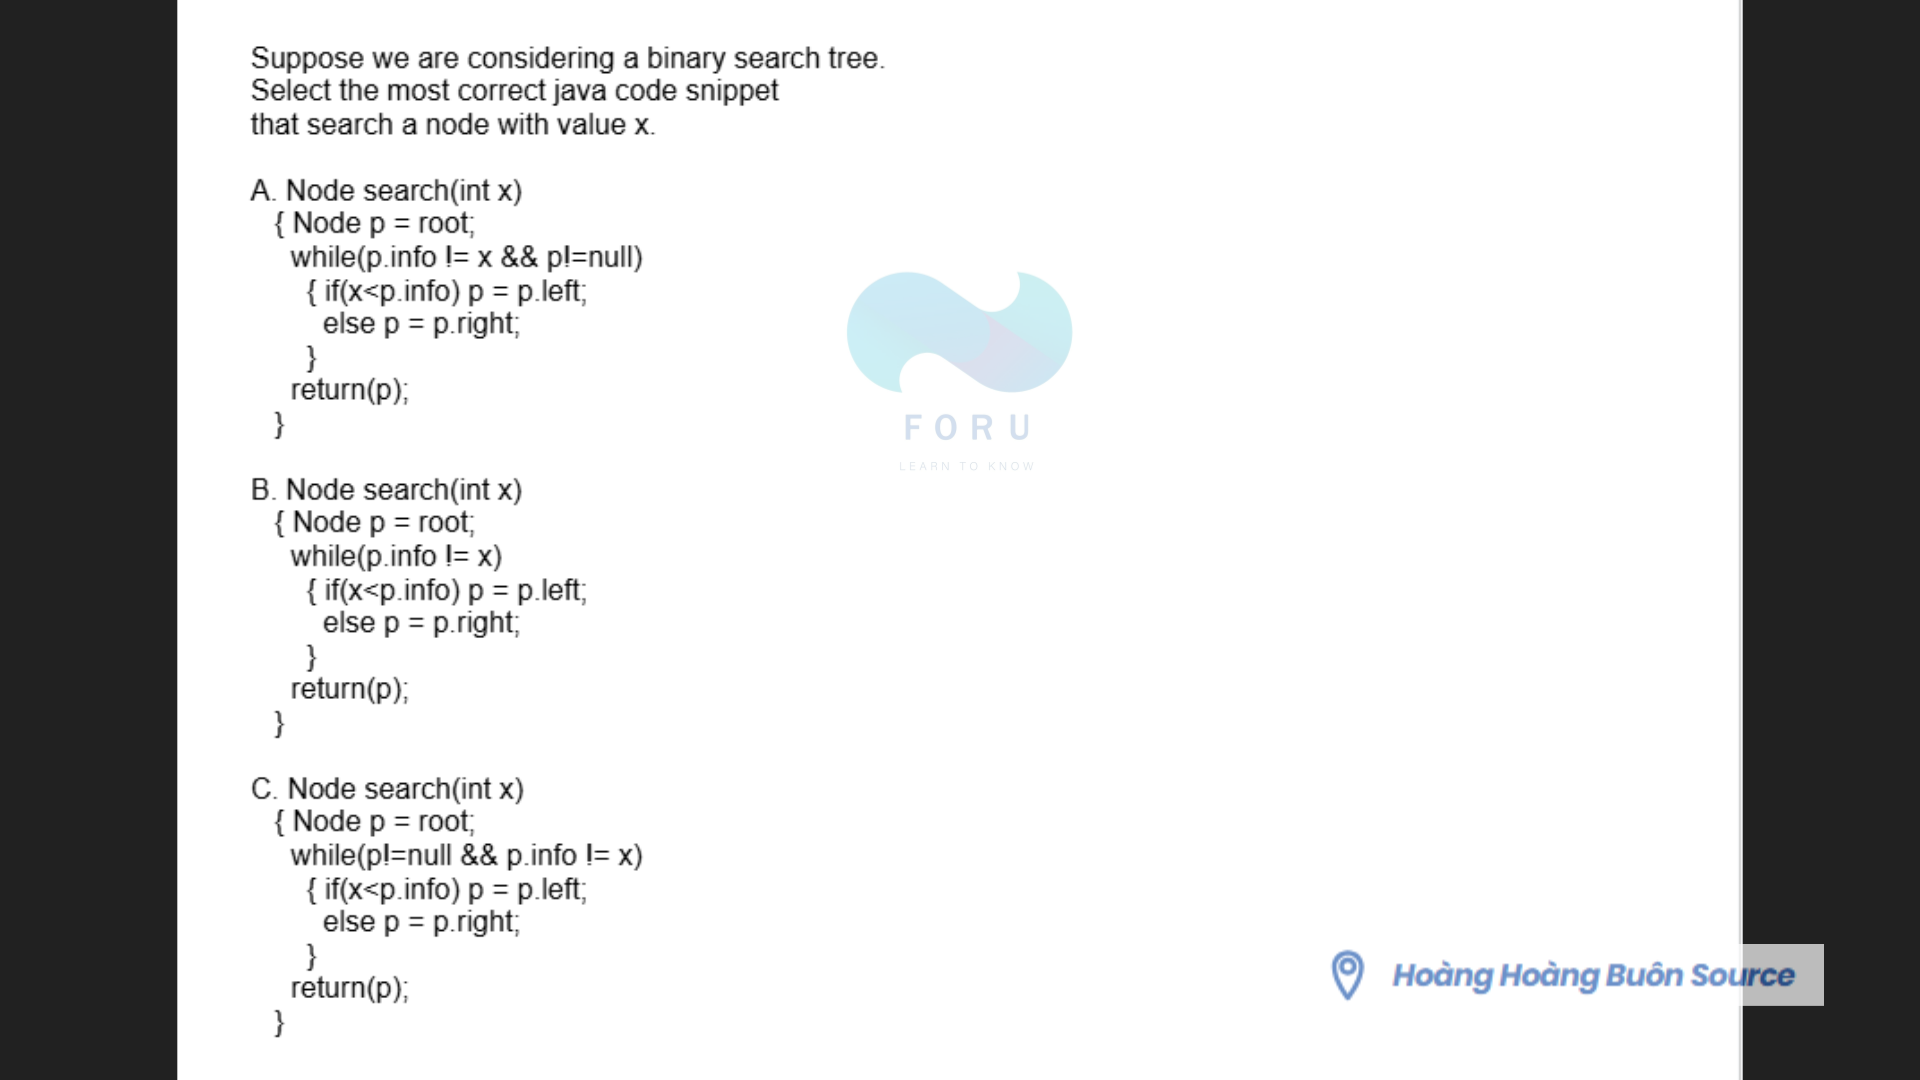 Suppose we are considering a binary search tree.
Select the most correct java code snippet
that search a node with value x.
A. Node search(int x)
{ Node p = root;
while(p.info != x && p!=null)
{ if(x<p.info) p = p.left;
else p = p.right;
}
return(p);
}
B. Node search(int x)
{ Node p = root;
while(p.info != x)
{ if(x<p.info) p = p.left;
else p = p.right;
}
return(p);
}
C. Node search(int x)
{ Node p = root;
while(p!=null && p.info != x)
{ if(x<p.info) p = p.left;
else p = p.right;
}
return(p);
}
FORU
LEARN TO KNOW
Hoàng Hoàng Buôn Source